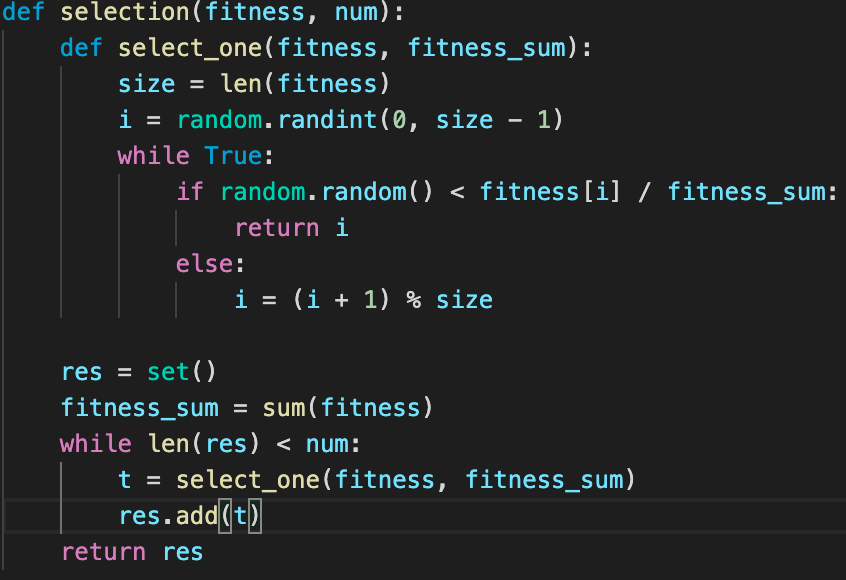 def selection(fitness, num):
    def select_one(fitness, fitness_sum):
        size = len(fitness)
        i = random.randint(0, size - 1)
        while True:
            if random.random() < fitness[i] / fitness_sum:
                return i
            else:
                i = (i + 1) % size

    res = set()
    fitness_sum = sum(fitness)
    while len(res) < num:
        t = select_one(fitness, fitness_sum)
        res.add(t)
    return res